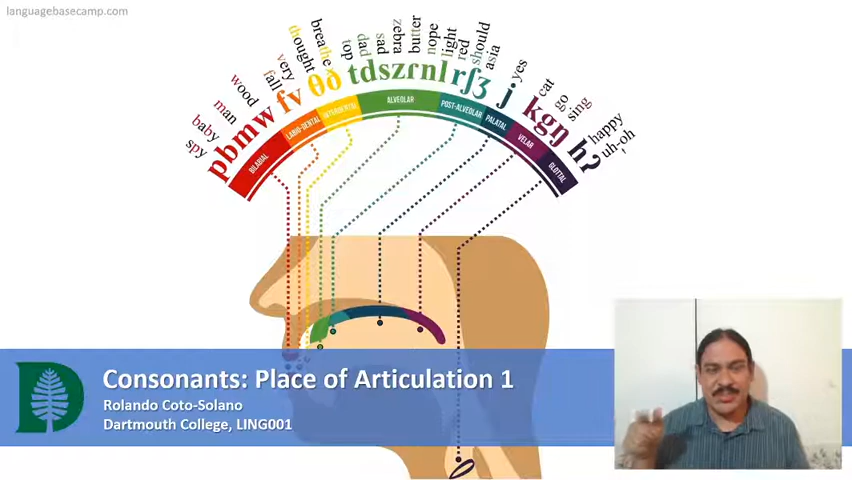 languagebasecamp.com
spy
baby
man
wood
fall
very
thought
breathe
top
dad
sad
zebra
butter
nope
light
red
should
asia
yes
cat
go
sing
happy
uh-oh
pbmw
fv
θð
tdszɾnl
rʃʒ
j
kgŋ
hʔ
BILABIAL
LABIO-DENTAL
INTERDENTAL
ALVEOLAR
POST-ALVEOLAR
PALATAL
VELAR
GLOTTAL
D
Consonants: Place of Articulation 1
Rolando Coto-Solano
Dartmouth College, LING001